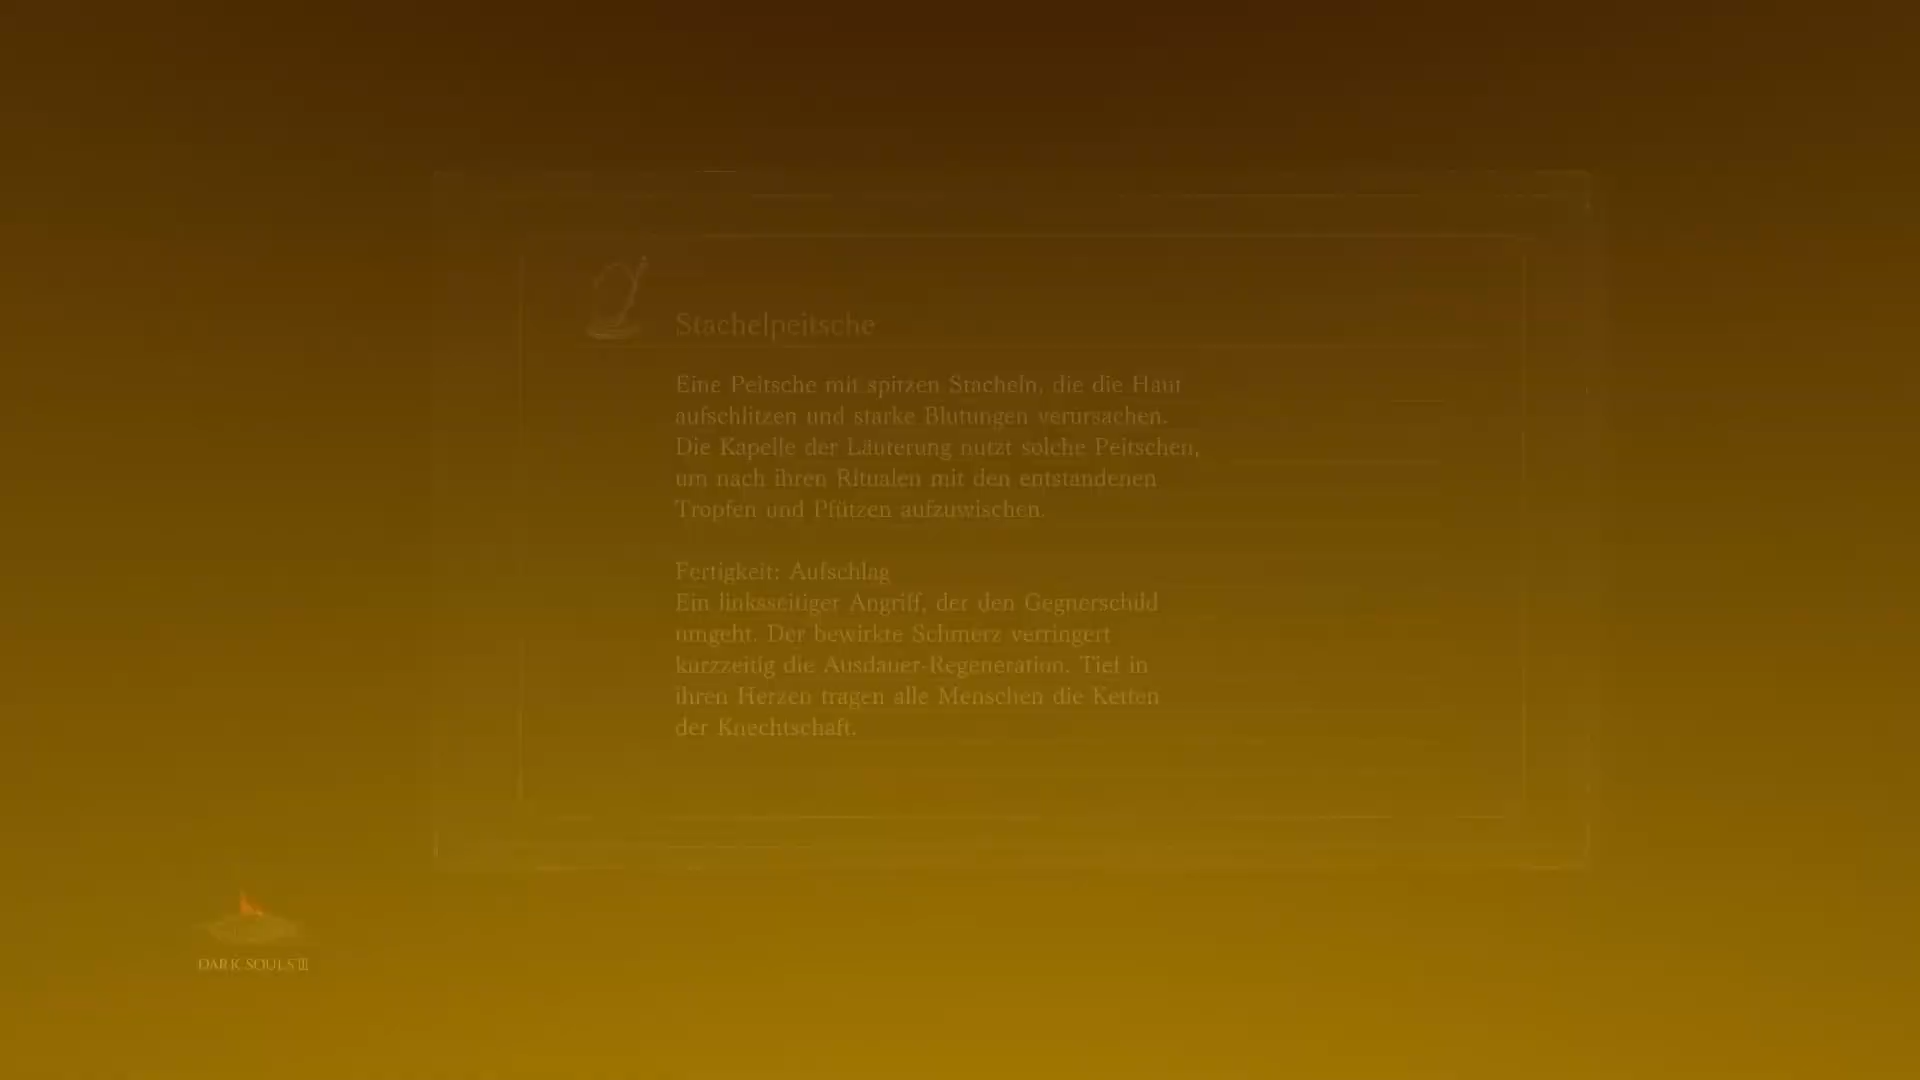 Stachelpeitsche
Eine Peitsche mit spitzen Stacheln, die die Haut
aufschlitzen und starke Blutungen verursachen.
Die Kapelle der Läuterung nutzt solche Peitschen,
um nach ihren Ritualen mit den entstandenen
Tropfen und Pfützen aufzuwischen.
Fertigkeit: Aufschlag
Ein linksseitiger Angriff, der den Gegnerschild
umgeht. Der bewirkte Schmerz verringert
kurzzeitig die Ausdauer-Regeneration. Tief in
ihren Herzen tragen alle Menschen die Ketten
der Knechtschaft.
DARK SOULS III